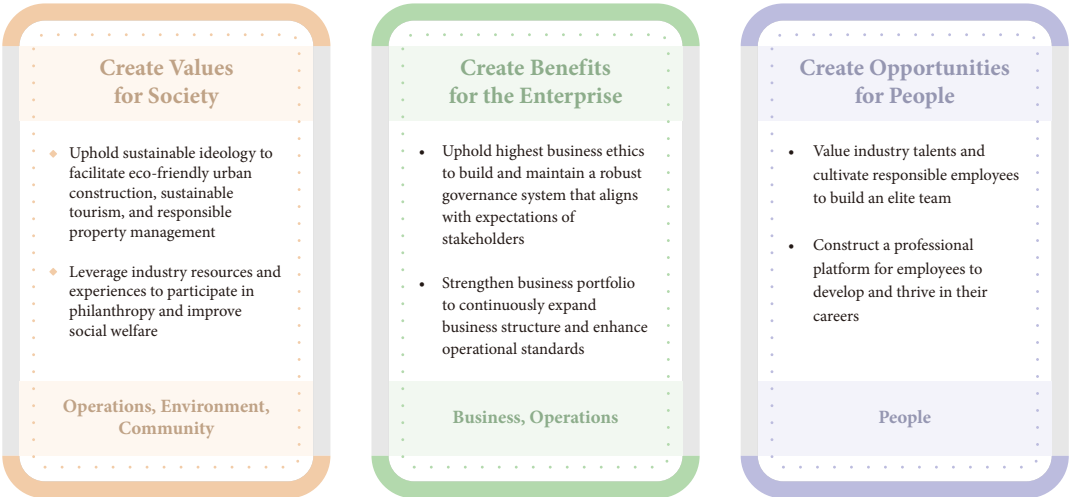 Create Values
for Society
◆ Uphold sustainable ideology to
facilitate eco-friendly urban
construction, sustainable
tourism, and responsible
property management
◆ Leverage industry resources and
experiences to participate in
philanthropy and improve
social welfare
Operations, Environment,
Community
Create Benefits
for the Enterprise
• Uphold highest business ethics
to build and maintain a robust
governance system that aligns
with expectations of
stakeholders
• Strengthen business portfolio
to continuously expand
business structure and enhance
operational standards
Business, Operations
Create Opportunities
for People
• Value industry talents and
cultivate responsible employees
to build an elite team
• Construct a professional
platform for employees to
develop and thrive in their
careers
People